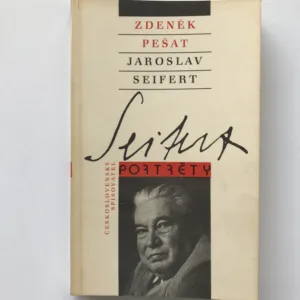 ZDENĚK
PEŠAT
JAROSLAV
SEIFERT
Seifert
PORTRÉTY
ČESKOSLOVENSKÝ
SPISOVATEL